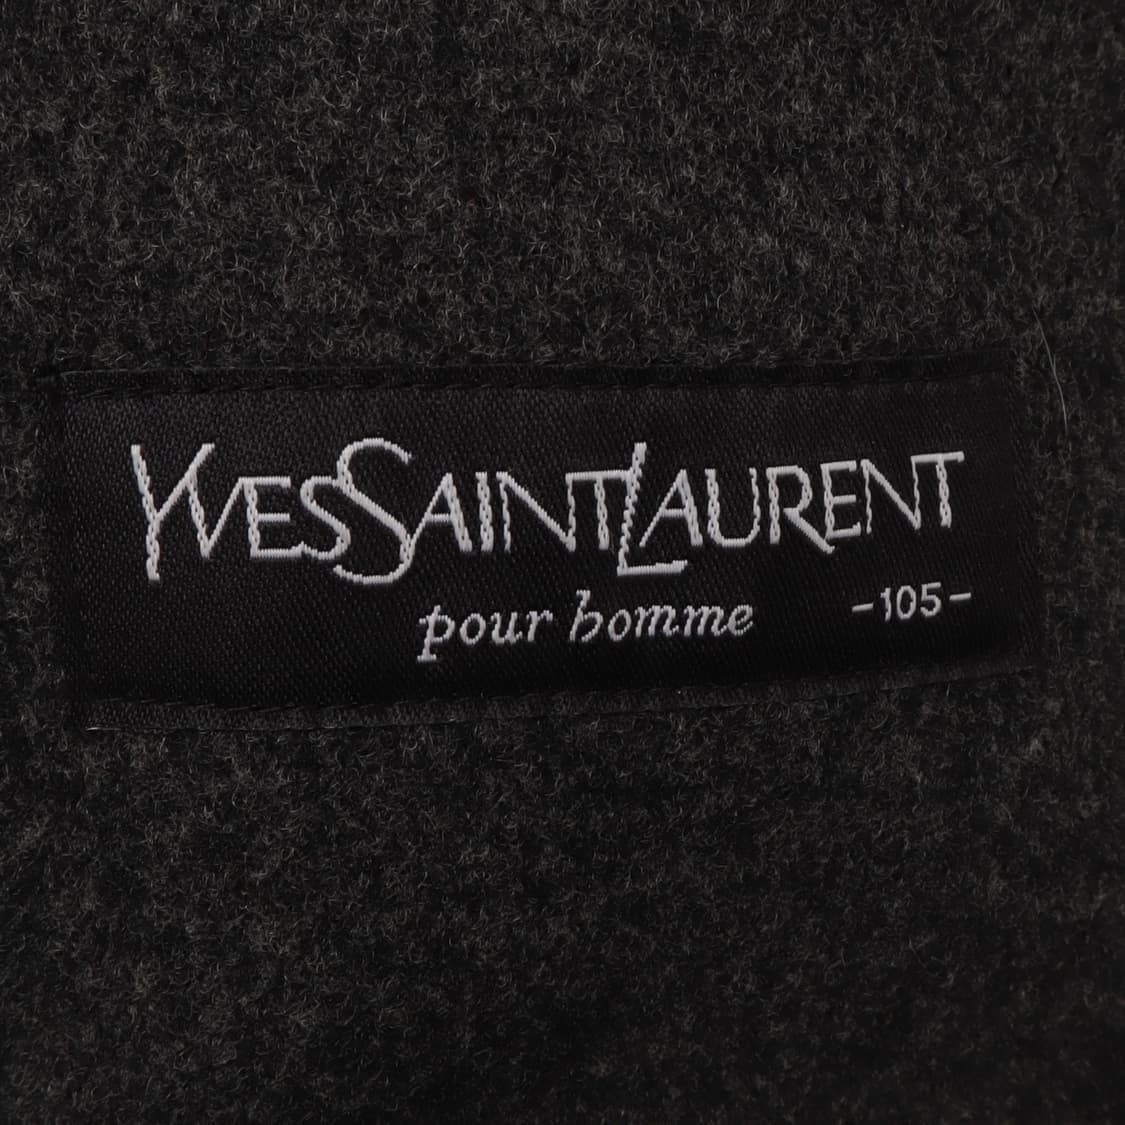 YVESSAINTLAURENT
pour homme -105-